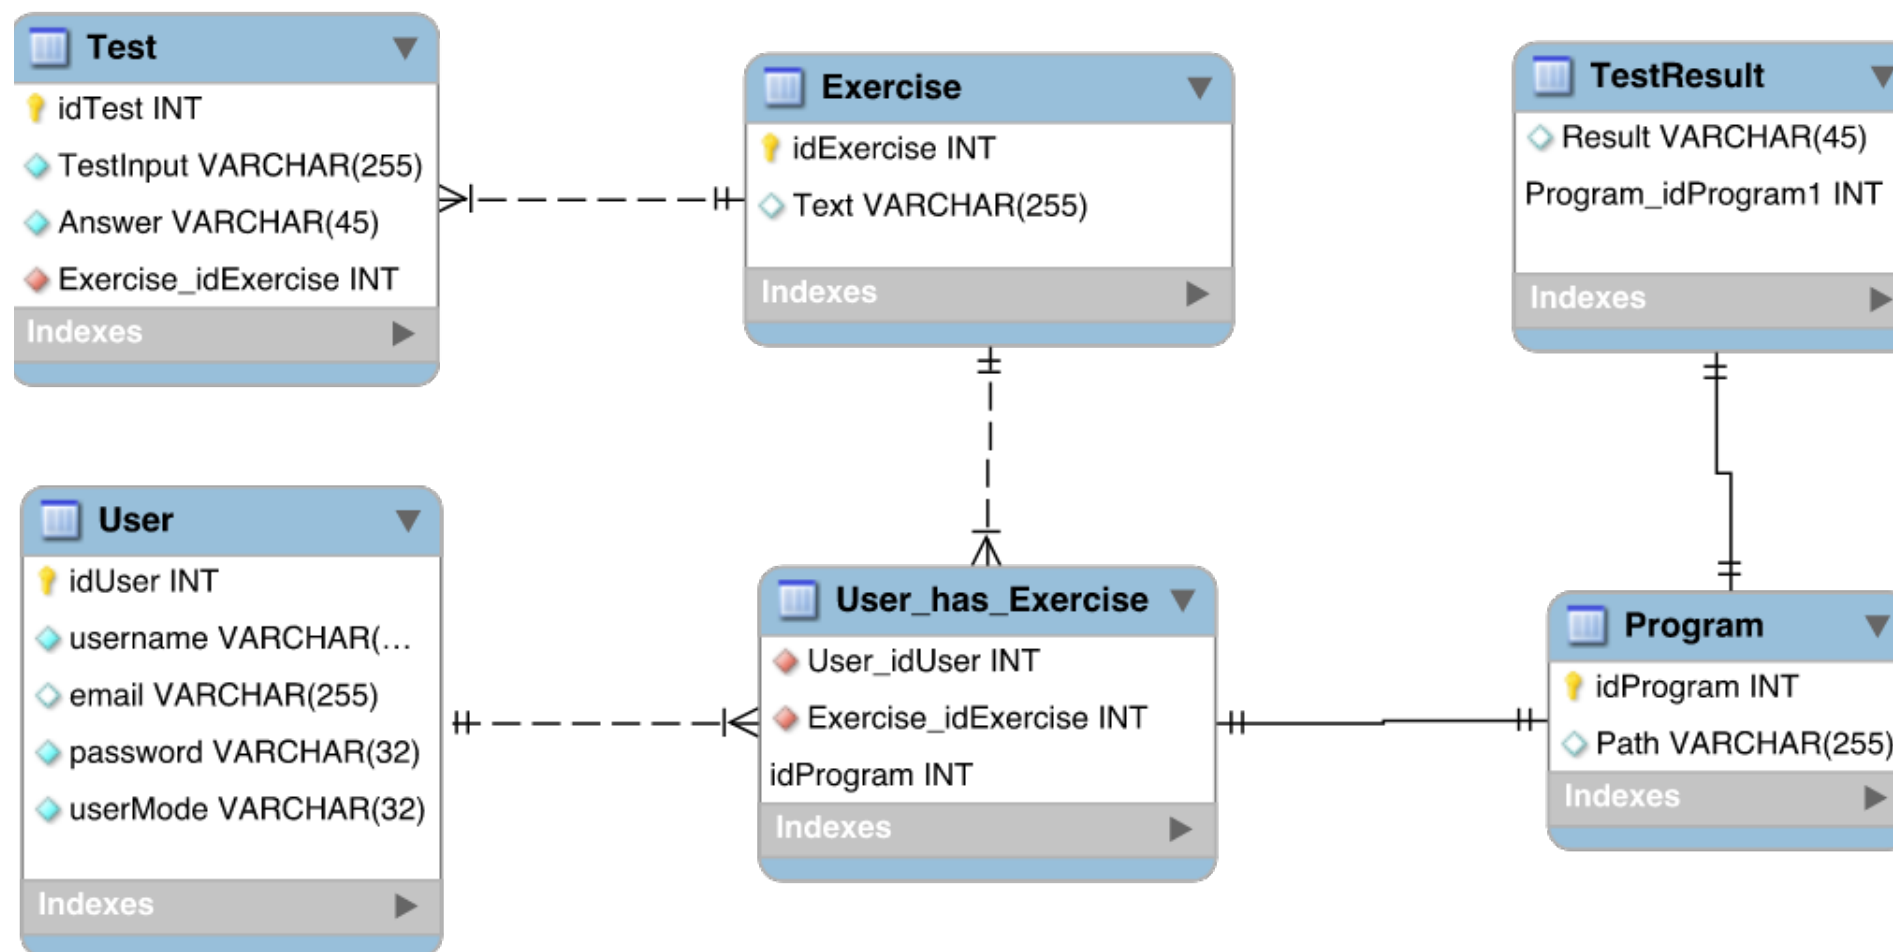 Test
idTest INT
TestInput VARCHAR(255)
Answer VARCHAR(45)
Exercise_idExercise INT
Indexes
Exercise
idExercise INT
Text VARCHAR(255)
Indexes
TestResult
Result VARCHAR(45)
Program_idProgram1 INT
Indexes
User
idUser INT
username VARCHAR(...
email VARCHAR(255)
password VARCHAR(32)
userMode VARCHAR(32)
Indexes
User_has_Exercise
User_idUser INT
Exercise_idExercise INT
idProgram INT
Indexes
Program
idProgram INT
Path VARCHAR(255)
Indexes